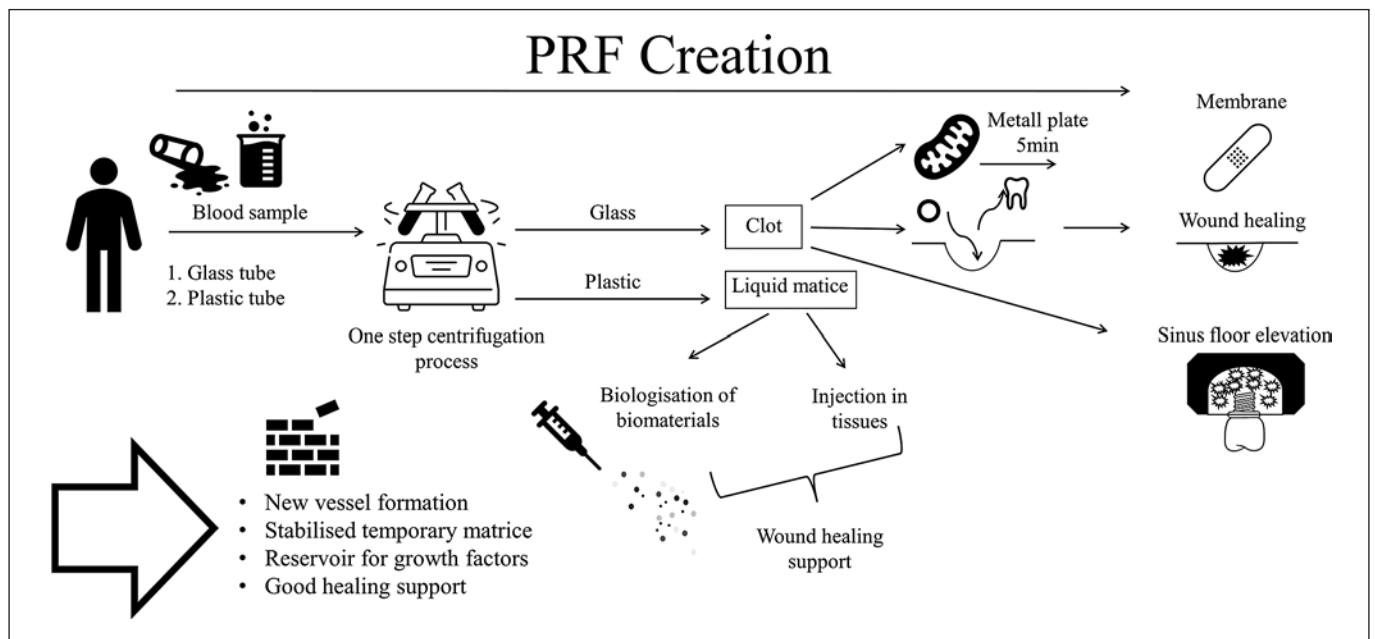 PRF Creation
Blood sample
1. Glass tube
2. Plastic tube
One step centrifugation
process
Glass
Plastic
Clot
Liquid matice
Metall plate
5min
Membrane
Wound healing
Sinus floor elevation
Biologisation of
biomaterials
Injection in
tissues
Wound healing
support
• New vessel formation
• Stabilised temporary matrice
• Reservoir for growth factors
• Good healing support